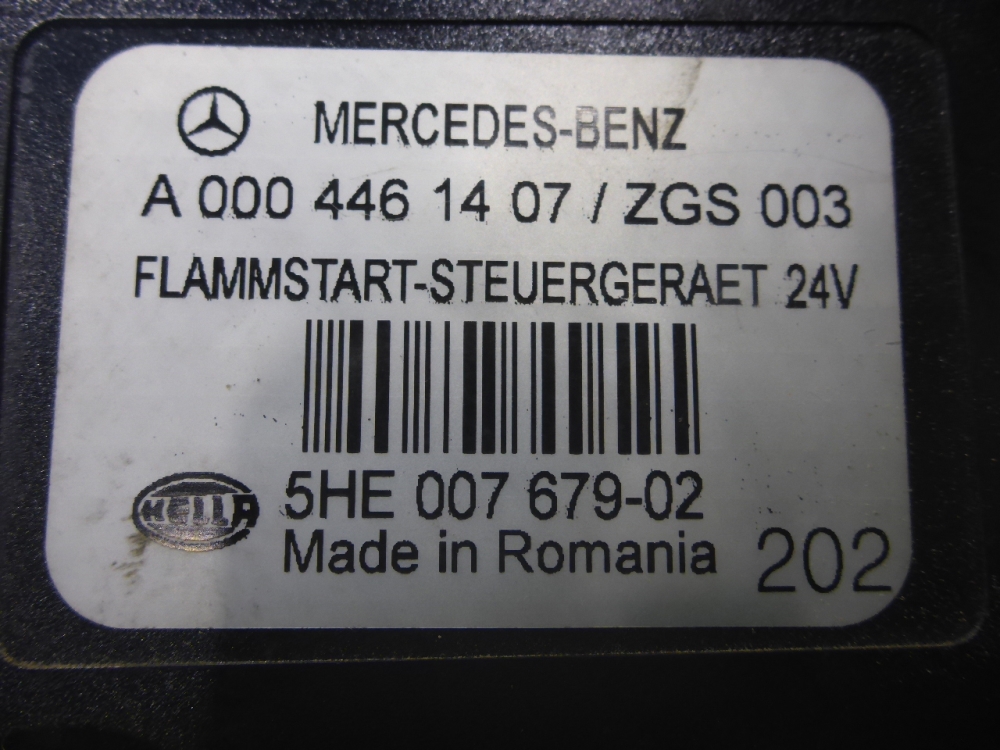 MERCEDES-BENZ
A 000 446 14 07 / ZGS 003
FLAMMSTART-STEUERGERAET 24V
HELLA
5HE 007 679-02
Made in Romania
202